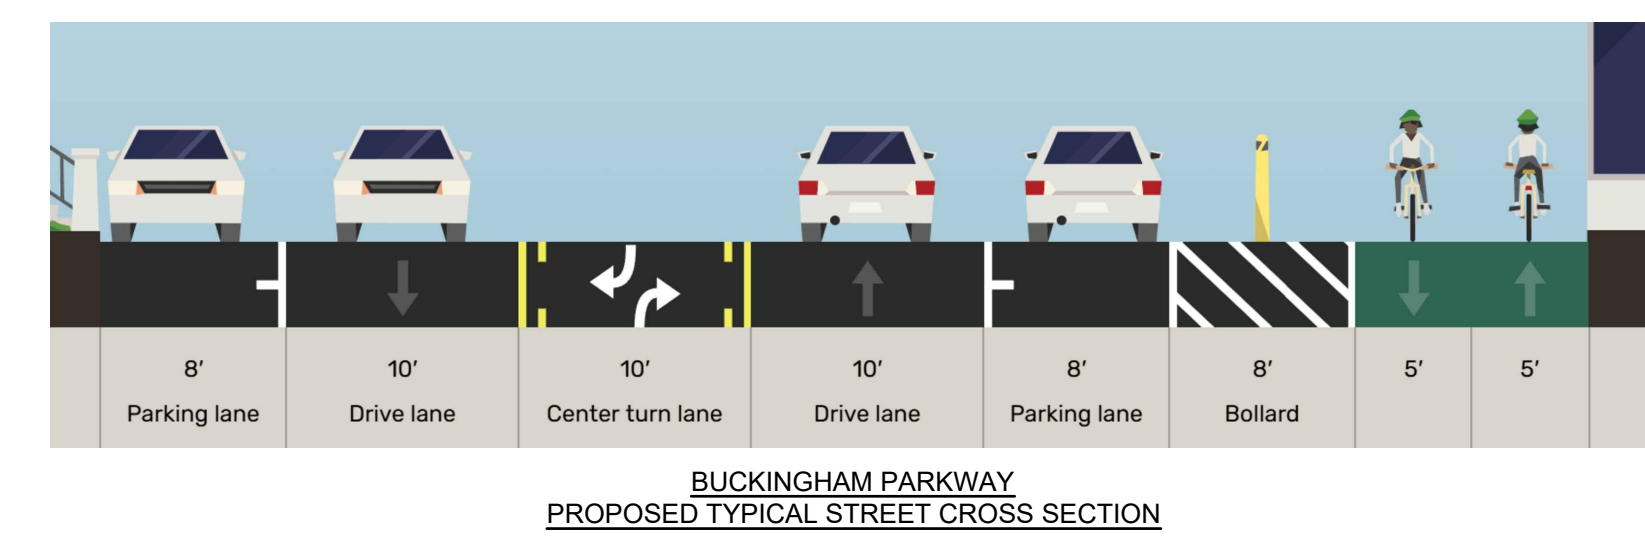 8′ 10′ 10′ 10′ 8′ 8′ 5′ 5′
Parking lane Drive lane Center turn lane Drive lane Parking lane Bollard
BUCKINGHAM PARKWAY
PROPOSED TYPICAL STREET CROSS SECTION